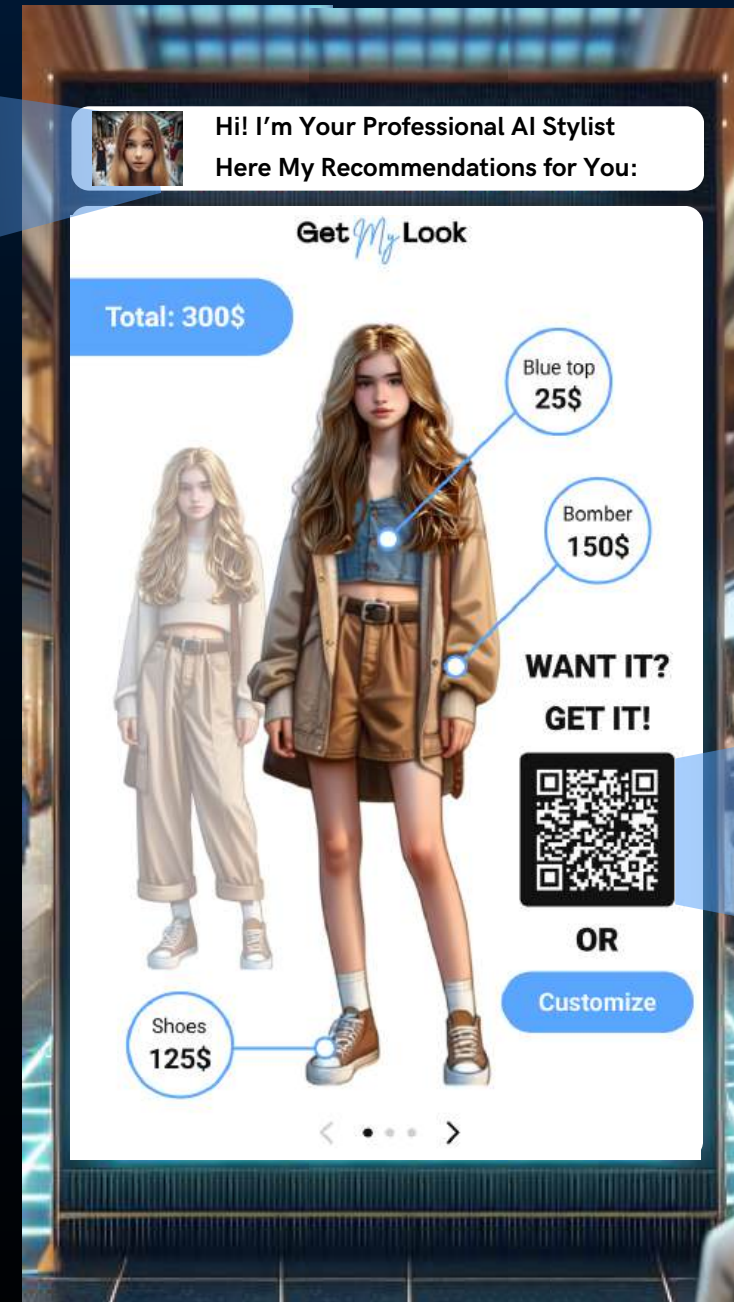 Hi! I’m Your Professional AI Stylist
Here My Recommendations for You:
Get My Look
Total: 300$
Blue top
25$
Bomber
150$
WANT IT?
GET IT!
OR
Customize
Shoes
125$